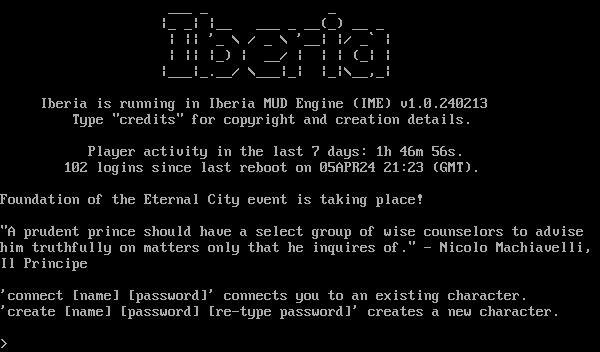 Iberia
Iberia is running in Iberia MUD Engine (IME) v1.0.240213
Type "credits" for copyright and creation details.
Player activity in the last 7 days: 1h 46m 56s.
102 logins since last reboot on 05APR24 21:23 (GMT).
Foundation of the Eternal City event is taking place!
"A prudent prince should have a select group of wise counselors to advise
him truthfully on matters only that he inquires of." - Nicolo Machiavelli,
Il Principe
'connect [name] [password]' connects you to an existing character.
'create [name] [password] [re-type password]' creates a new character.
>